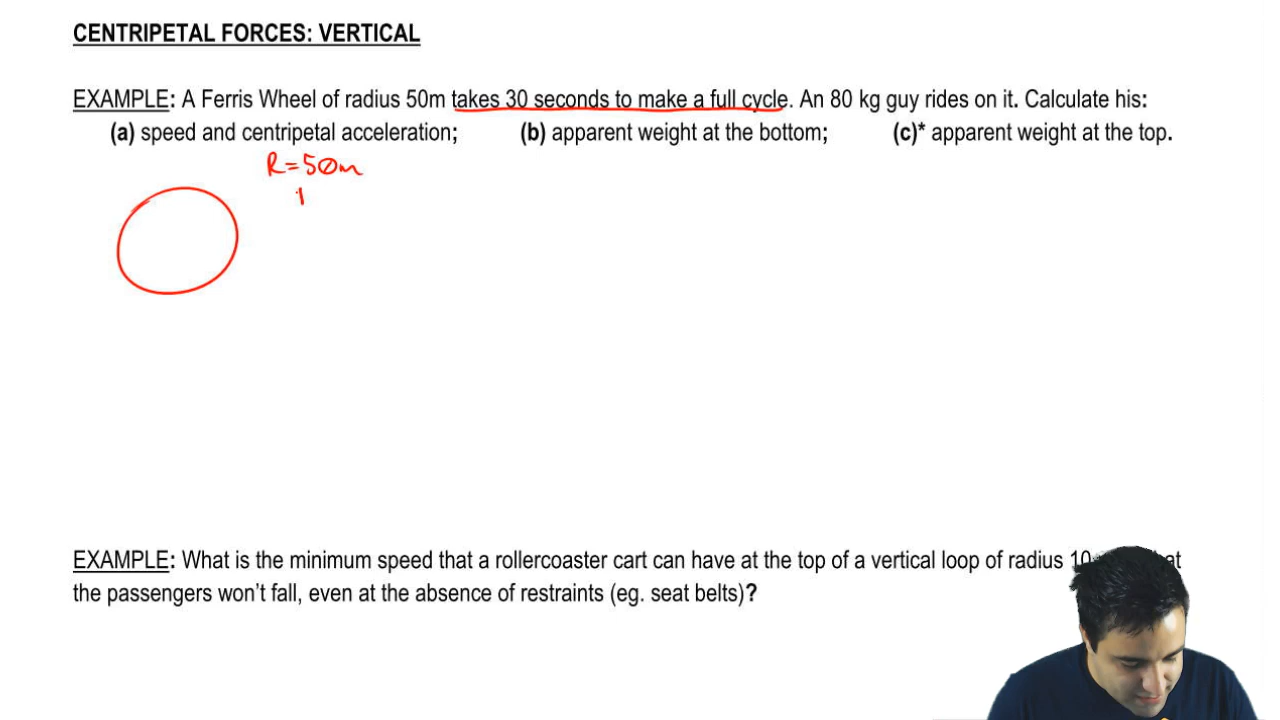 CENTRIPETAL FORCES: VERTICAL
EXAMPLE: A Ferris Wheel of radius 50m takes 30 seconds to make a full cycle. An 80 kg guy rides on it. Calculate his:
(a) speed and centripetal acceleration; (b) apparent weight at the bottom; (c)* apparent weight at the top.
R=50m
EXAMPLE: What is the minimum speed that a rollercoaster cart can have at the top of a vertical loop of radius 10
the passengers won't fall, even at the absence of restraints (eg. seat belts)?